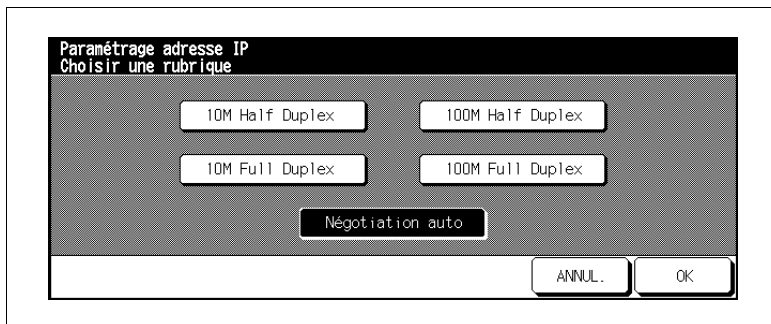 Paramétrage adresse IP
Choisir une rubrique
10M Half Duplex
100M Half Duplex
10M Full Duplex
100M Full Duplex
Négotiation auto
ANNUL.
OK